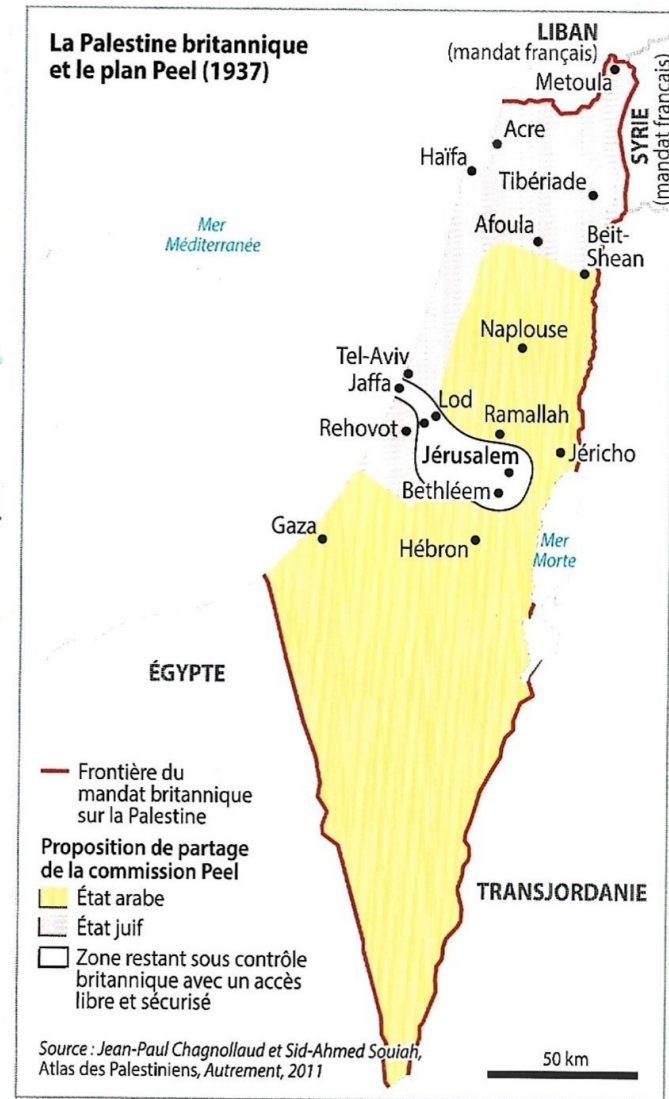 La Palestine britannique
et le plan Peel (1937)
LIBAN
(mandat français)
Metoula
SYRIE
(mandat français)
Acre
Haïfa
Tibériade
Mer
Méditerranée
Afoula
Beït-
Shean
Naplouse
Tel-Aviv
Jaffa
Lod
Ramallah
Rehovot
Jérusalem
Jéricho
Bethléem
Gaza
Hébron
Mer
Morte
ÉGYPTE
Frontière du
mandat britannique
sur la Palestine
Proposition de partage
de la commission Peel
État arabe
TRANSJORDANIE
État juif
Zone restant sous contrôle
britannique avec un accès
libre et sécurisé
Source : Jean-Paul Chagnollaud et Sid-Ahmed Souiah,
Atlas des Palestiniens, Autrement, 2011
50 km